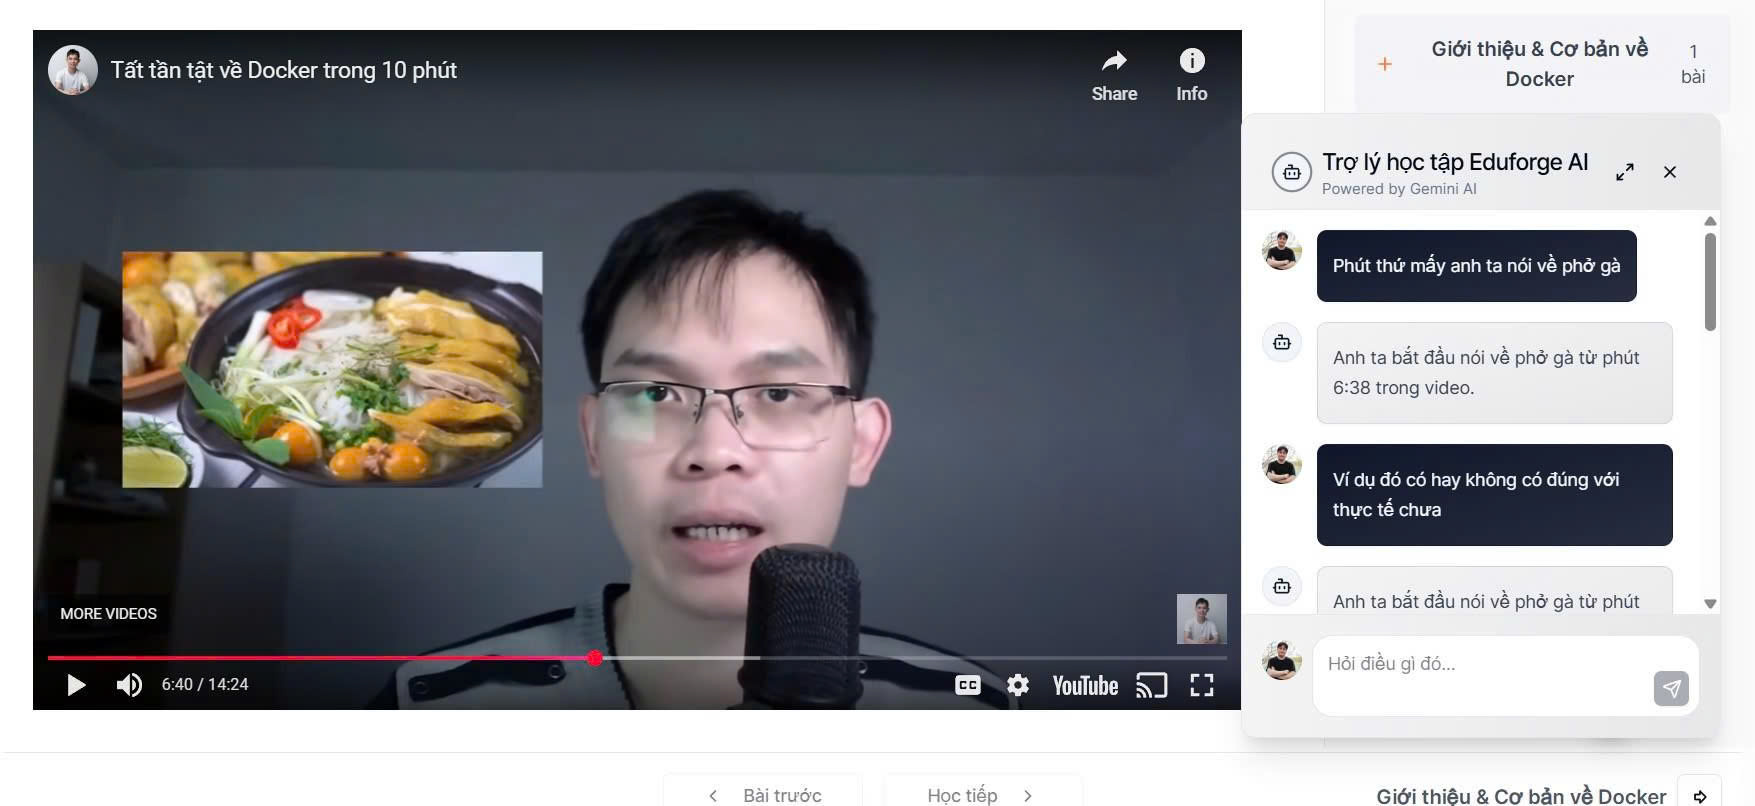 Tất tần tật về Docker trong 10 phút
Share
Info
MORE VIDEOS
6:40 / 14:24
CC
YouTube
+
Giới thiệu & Cơ bản về
Docker
1
bài
Trợ lý học tập Eduforge AI
Powered by Gemini AI
Phút thứ mấy anh ta nói về phở gà
Anh ta bắt đầu nói về phở gà từ phút
6:38 trong video.
Ví dụ đó có hay không có đúng với
thực tế chưa
Anh ta bắt đầu nói về phở gà từ phút
Hỏi điều gì đó...
Bài trước
Học tiếp
Giới thiệu & Cơ bản về Docker